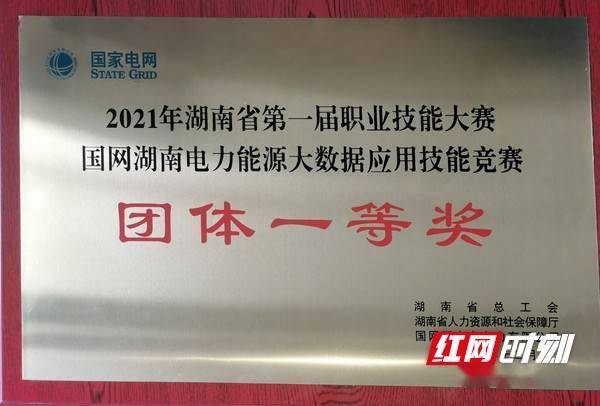 国家电网
STATE GRID
2021年湖南省第一届职业技能大赛
国网湖南电力能源大数据应用技能竞赛
团体一等奖
湖南省总工会
湖南省人力资源和社会保障厅
国网
红网时刻